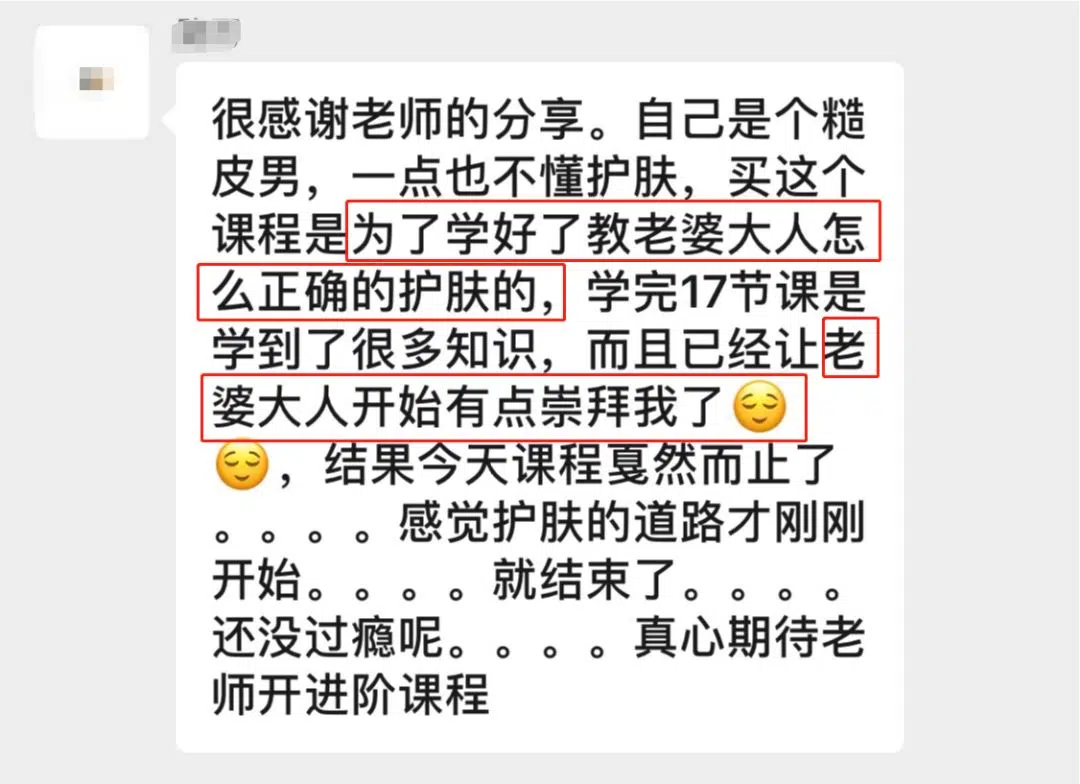 很感谢老师的分享。自己是个糙
皮男，一点也不懂护肤，买这个
课程是为了学好了教老婆大人怎
么正确的护肤的，学完17节课是
学到了很多知识，而且已经让老
婆大人开始有点崇拜我了😌
😌，结果今天课程戛然而止了
。。。。感觉护肤的道路才刚刚
开始。。。。就结束了。。。。
还没过瘾呢。。。。真心期待老
师开进阶课程